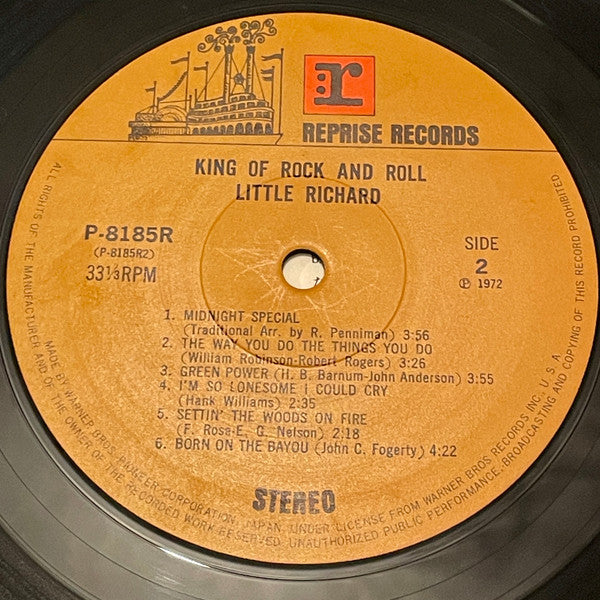 r
REPRISE RECORDS
KING OF ROCK AND ROLL
LITTLE RICHARD
P-8185R
(P-8185R2)
33⅓RPM
SIDE
2
Ⓟ 1972
1. MIDNIGHT SPECIAL
(Traditional Arr. by R. Penniman) 3:56
2. THE WAY YOU DO THE THINGS YOU DO
(William Robinson-Robert Rogers) 3:26
3. GREEN POWER (H. B. Barnum-John Anderson) 3:55
4. I'M SO LONESOME I COULD CRY
(Hank Williams) 2:35
5. SETTIN' THE WOODS ON FIRE
(F. Rose-E. G. Nelson) 2:18
6. BORN ON THE BAYOU (John C. Fogerty) 4:22
STEREO
MADE BY WARNER BROS. PIONEER CORPORATION, JAPAN, UNDER LICENSE FROM WARNER BROS. RECORDS INC. U. S. A.
ALL RIGHTS OF THE MANUFACTURER AND OF THE OWNER OF THE RECORDED WORK RESERVED. UNAUTHORIZED PUBLIC PERFORMANCE, BROADCASTING AND COPYING OF THIS RECORD PROHIBITED